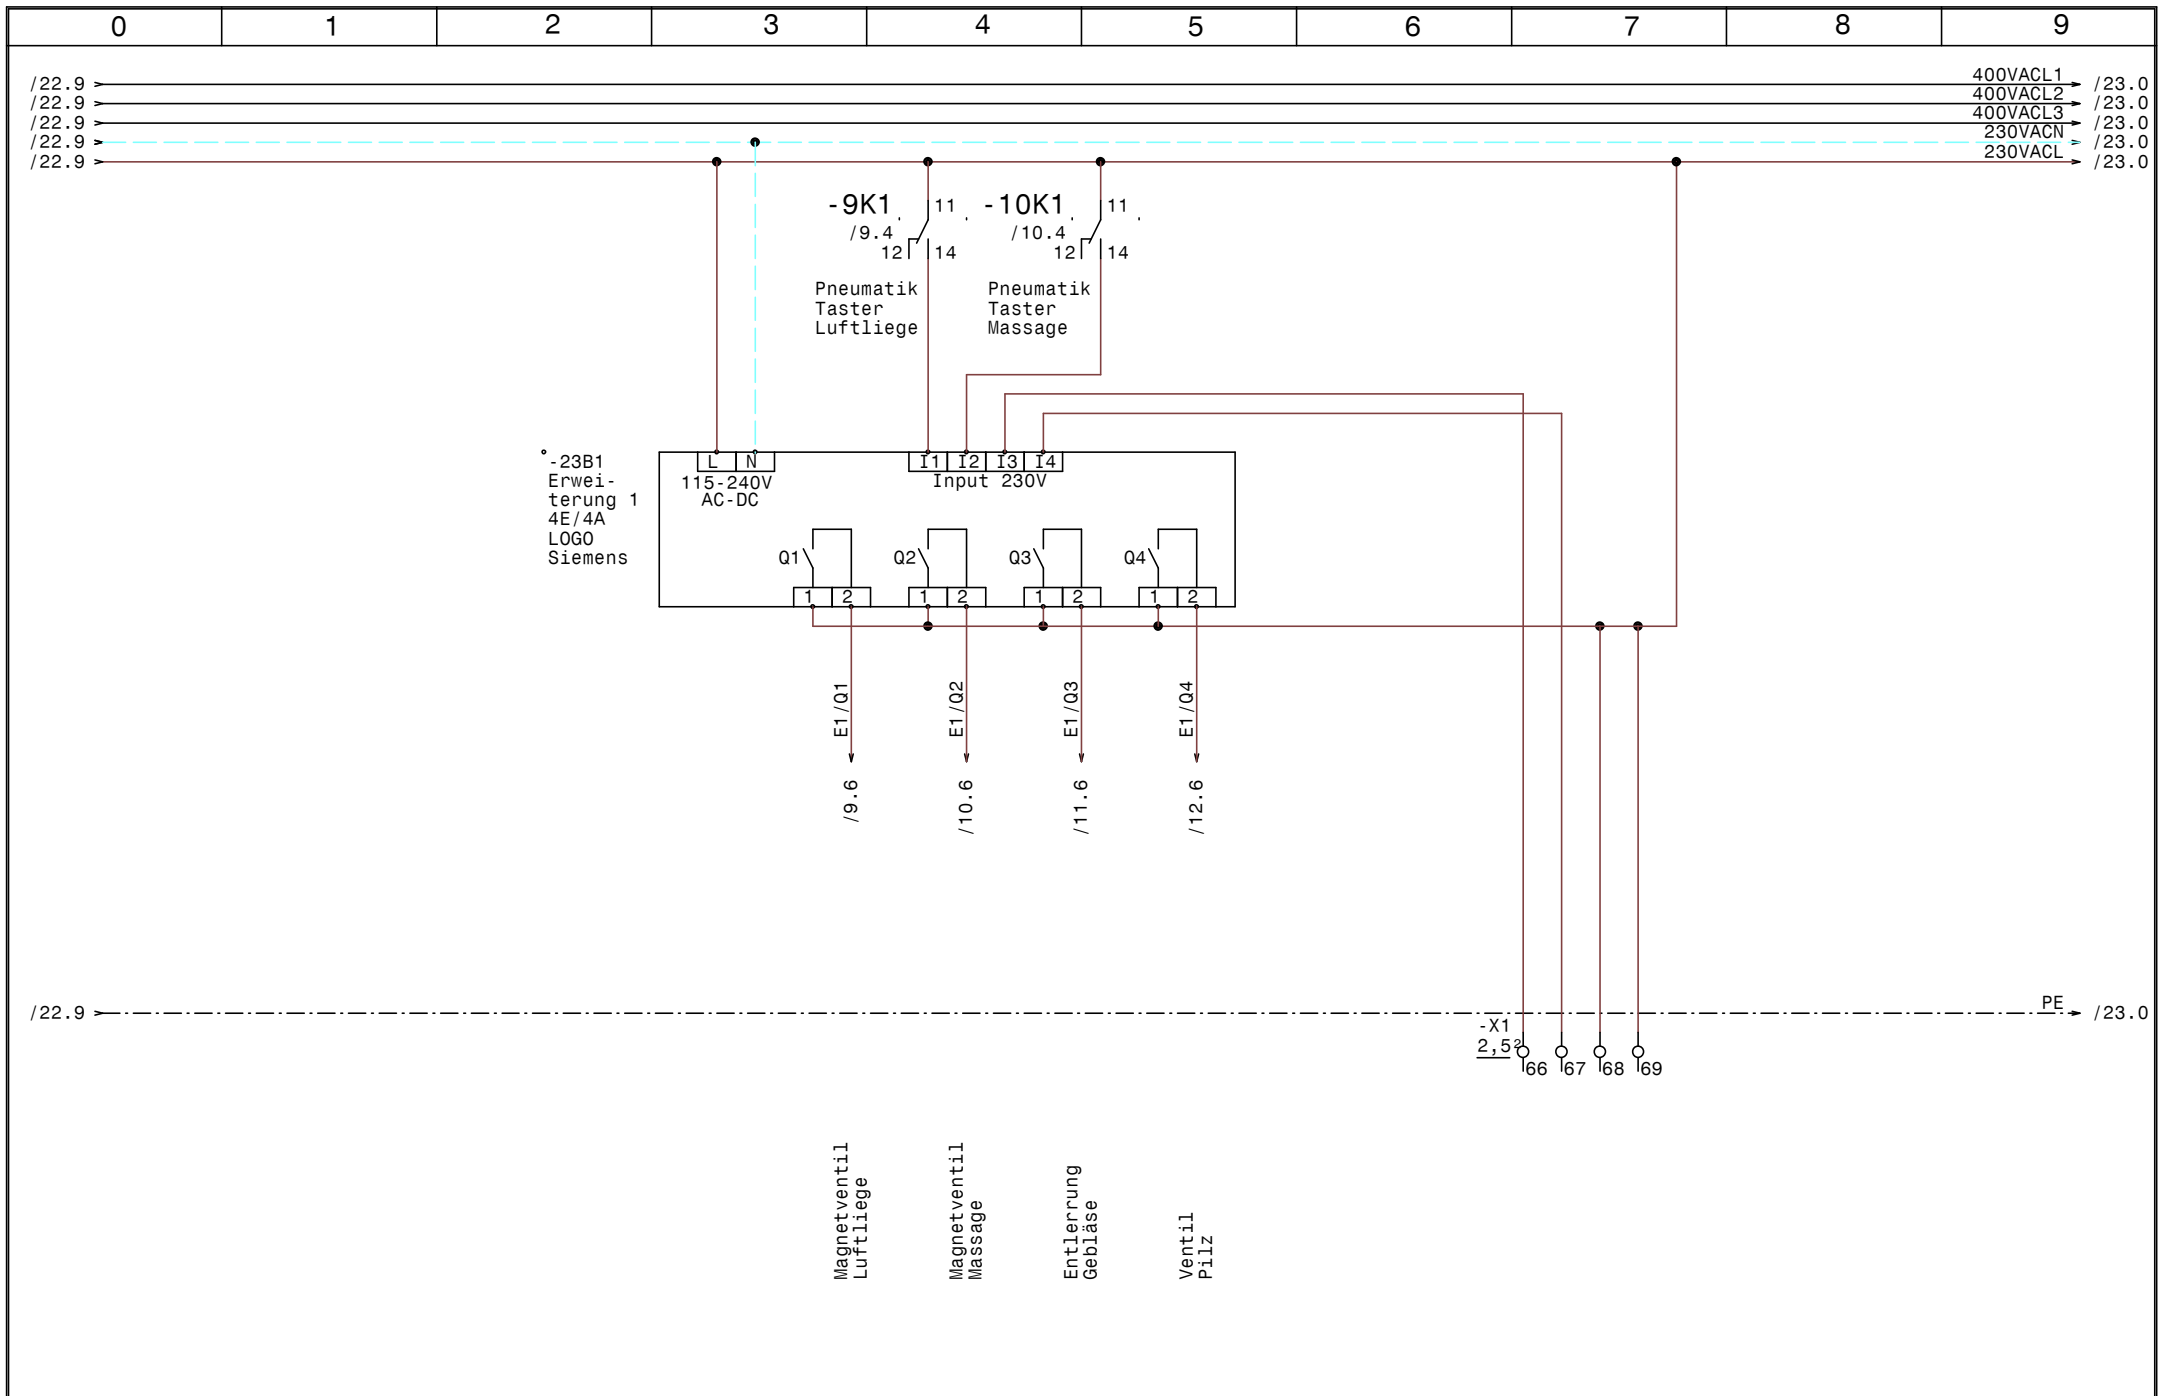 0 1 2 3 4 5 6 7 8 9
/22.9 400VACL1 /23.0
/22.9 400VACL2 /23.0
/22.9 400VACL3 /23.0
/22.9 230VACN /23.0
/22.9 230VACL /23.0
-9K1 11 -10K1 11
/9.4 /10.4
12 14 12 14
Pneumatik
Taster
Luftliege
Pneumatik
Taster
Massage
-23B1
Erwei-
terung 1
4E/4A
LOGO
Siemens
L N I1 I2 I3 I4
115-240V
AC-DC
Input 230V
Q1 Q2 Q3 Q4
1 2 1 2 1 2 1 2
E1/Q1
E1/Q2
E1/Q3
E1/Q4
/9.6
/10.6
/11.6
/12.6
/22.9 PE /23.0
-X1
2,5²
66 67 68 69
Magnetventil
Luftliege
Magnetventil
Massage
Entlerrung
Gebläse
Ventil
Pilz